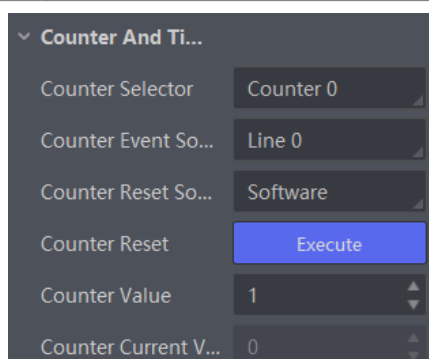 Counter And Ti...
Counter Selector Counter 0
Counter Event So... Line 0
Counter Reset So... Software
Counter Reset Execute
Counter Value 1
Counter Current V... 0